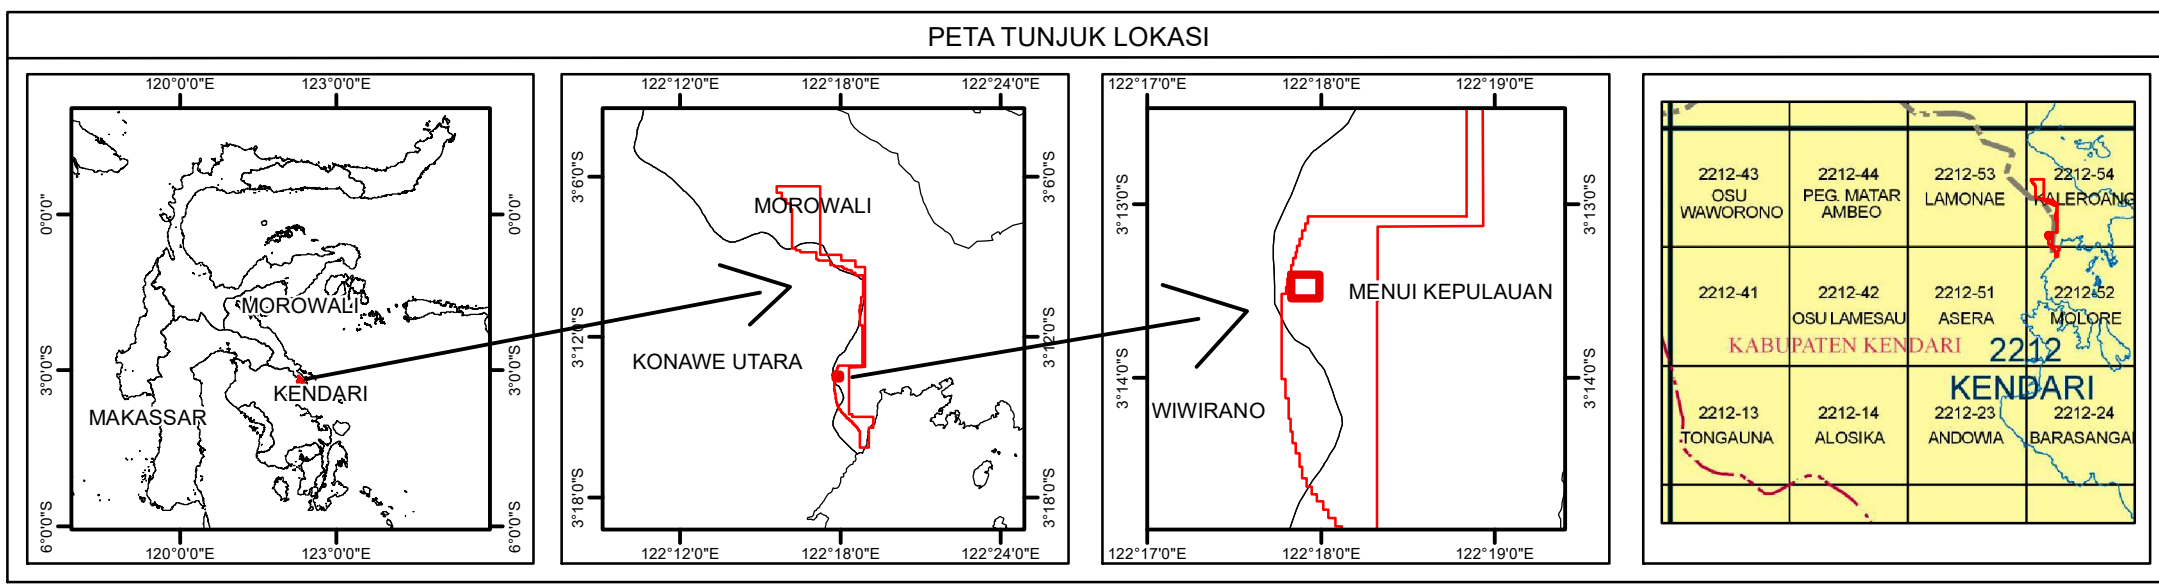 PETA TUNJUK LOKASI
120°0'0"E
123°0'0"E
0°0'0"
0°0'0"
3°0'0"S
3°0'0"S
6°0'0"S
6°0'0"S
MOROWALI
KENDARI
MAKASSAR
120°0'0"E
123°0'0"E
122°12'0"E
122°18'0"E
122°24'0"E
3°6'0"S
3°6'0"S
MOROWALI
3°12'0"S
3°12'0"S
KONAWE UTARA
3°18'0"S
3°18'0"S
122°12'0"E
122°18'0"E
122°24'0"E
122°17'0"E
122°18'0"E
122°19'0"E
3°13'0"S
3°13'0"S
MENUI KEPULAUAN
3°14'0"S
3°14'0"S
WIWIRANO
122°17'0"E
122°18'0"E
122°19'0"E
2212-43
OSU
WAWORONO
2212-44
PEG. MATAR
AMBEO
2212-53
LAMONAE
2212-54
KALEROANG
2212-41
2212-42
OSU LAMESAU
2212-51
ASERA
2212-52
MOLORE
KABUPATEN KENDARI
2212
KENDARI
2212-13
TONGAUNA
2212-14
ALOSIKA
2212-23
ANDOWIA
2212-24
BARASANGA